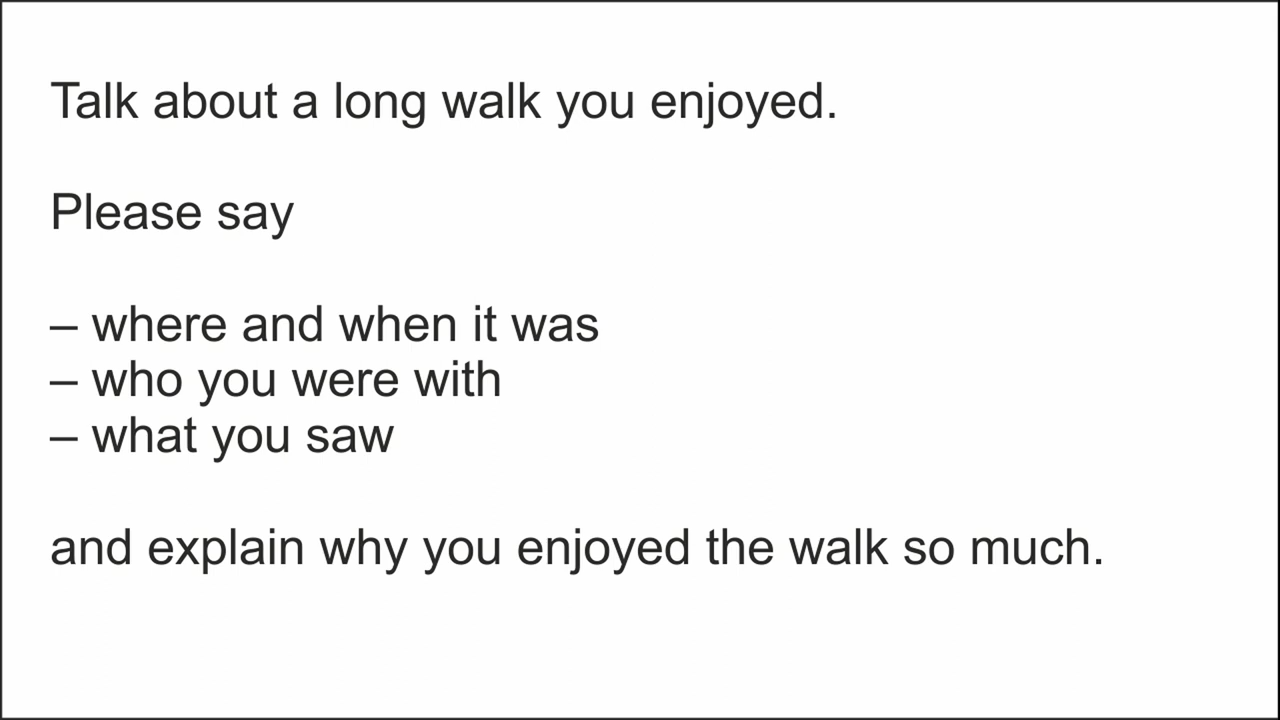 Talk about a long walk you enjoyed.
Please say
– where and when it was
– who you were with
– what you saw
and explain why you enjoyed the walk so much.